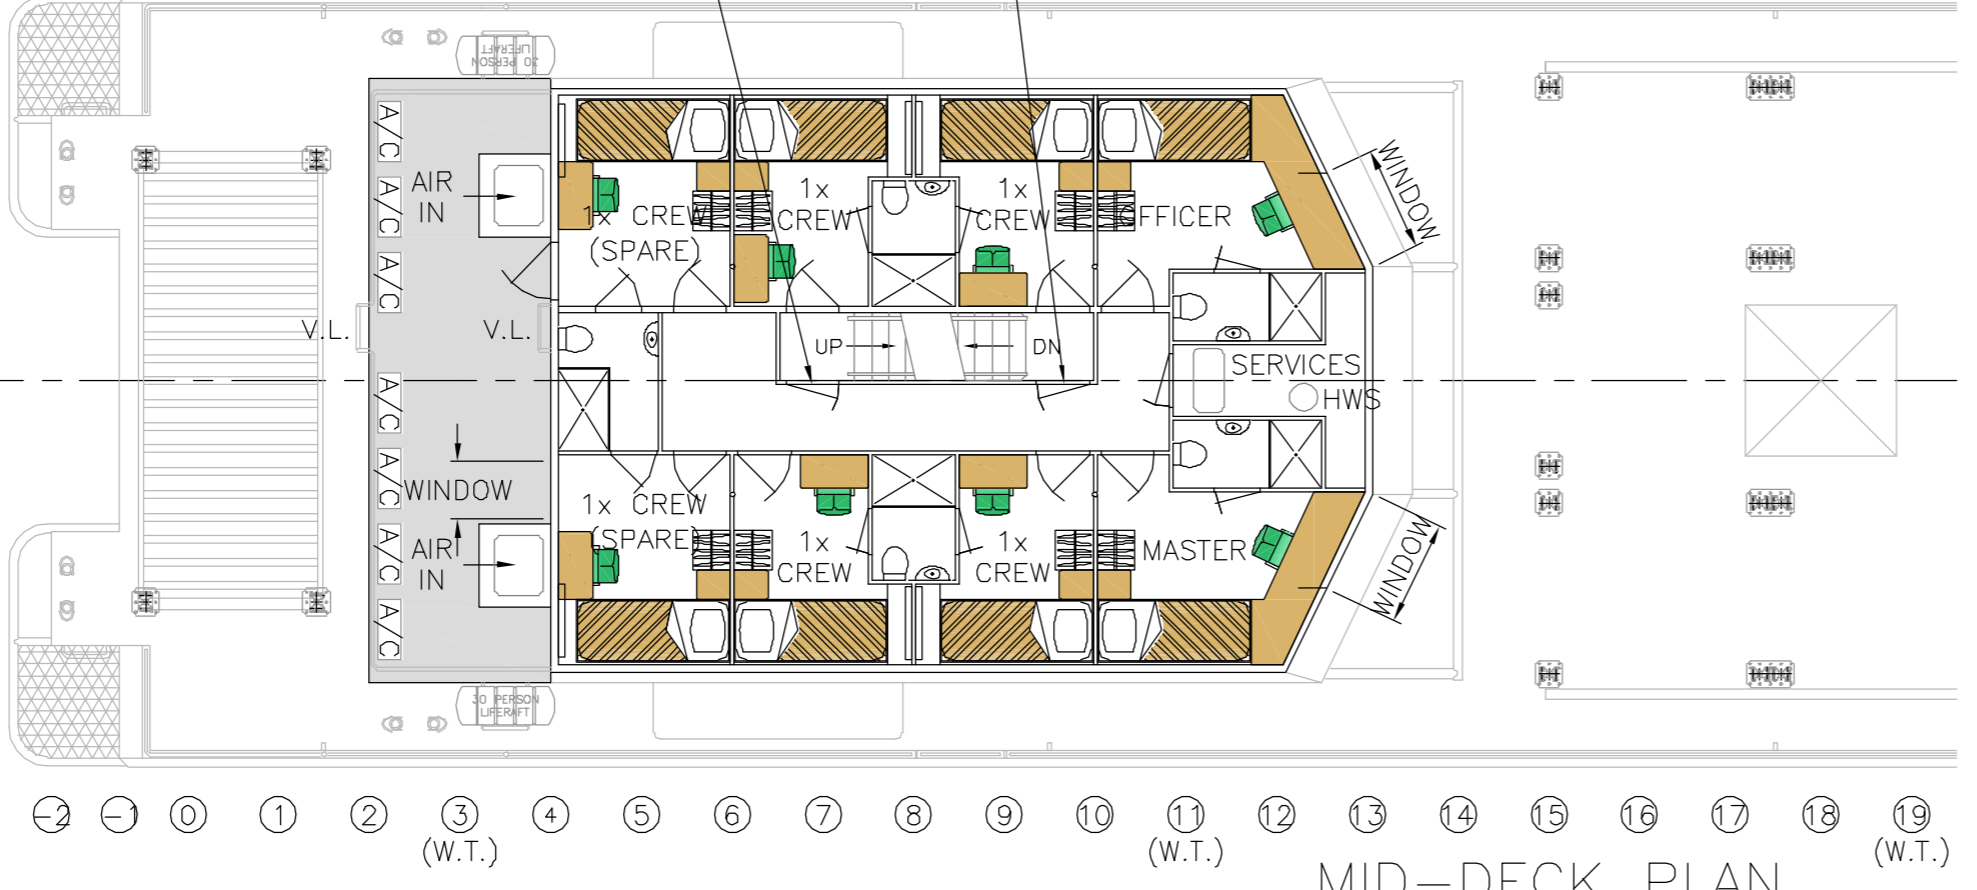 30 PERSON
LIFERAFT
A/C
A/C
A/C
A/C
A/C
A/C
A/C
AIR
IN
1x CREW
(SPARE)
1x
CREW
1x
CREW
OFFICER
WINDOW
V.L.
V.L.
UP
DN
SERVICES
HWS
WINDOW
AIR
IN
1x CREW
(SPARE)
1x
CREW
1x
CREW
MASTER
WINDOW
30 PERSON
LIFERAFT
-2 -1 0 1 2 3 4 5 6 7 8 9 10 11 12 13 14 15 16 17 18 19
(W.T.) (W.T.) (W.T.)
MID-DECK PLAN